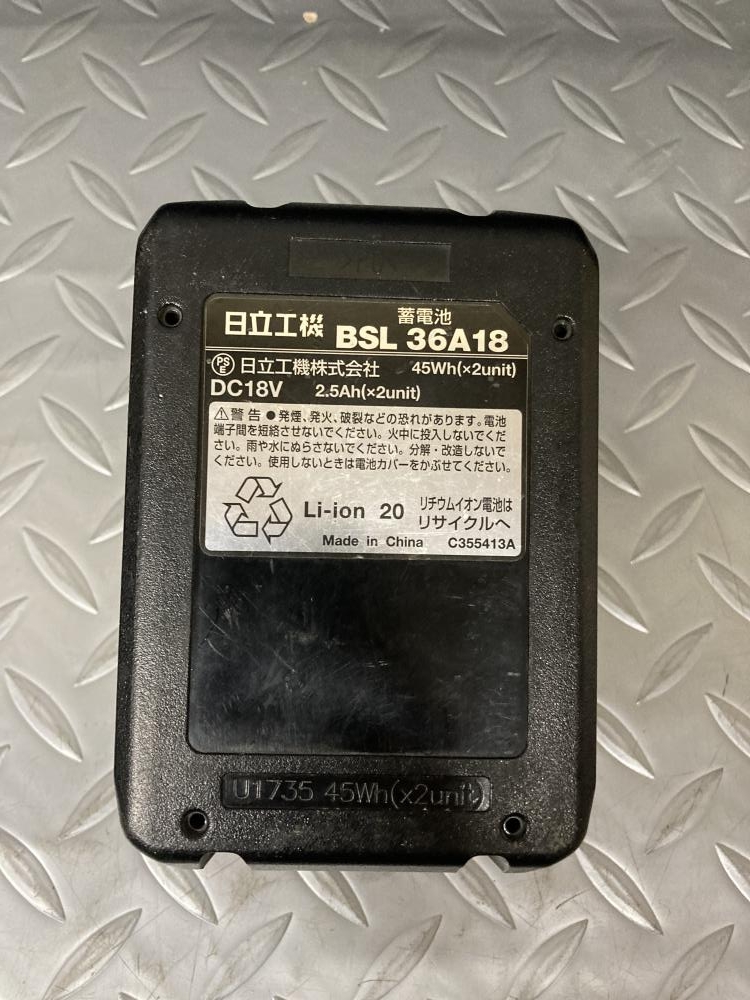 日立工機 蓄電池 BSL 36A18
PSE 日立工機株式会社 45Wh(×2unit)
DC18V 2.5Ah(×2unit)
⚠警告 ●発煙、発火、破裂などの恐れがあります。電池
端子間を短絡させないでください。火中に投入しないでくだ
さい。雨や水にぬらさないでください。分解・改造しないで
ください。使用しないときは電池カバーをかぶせてください。
Li-ion 20 リチウムイオン電池は
リサイクルへ
Made in China C355413A
U1735 45Wh(x2unit)